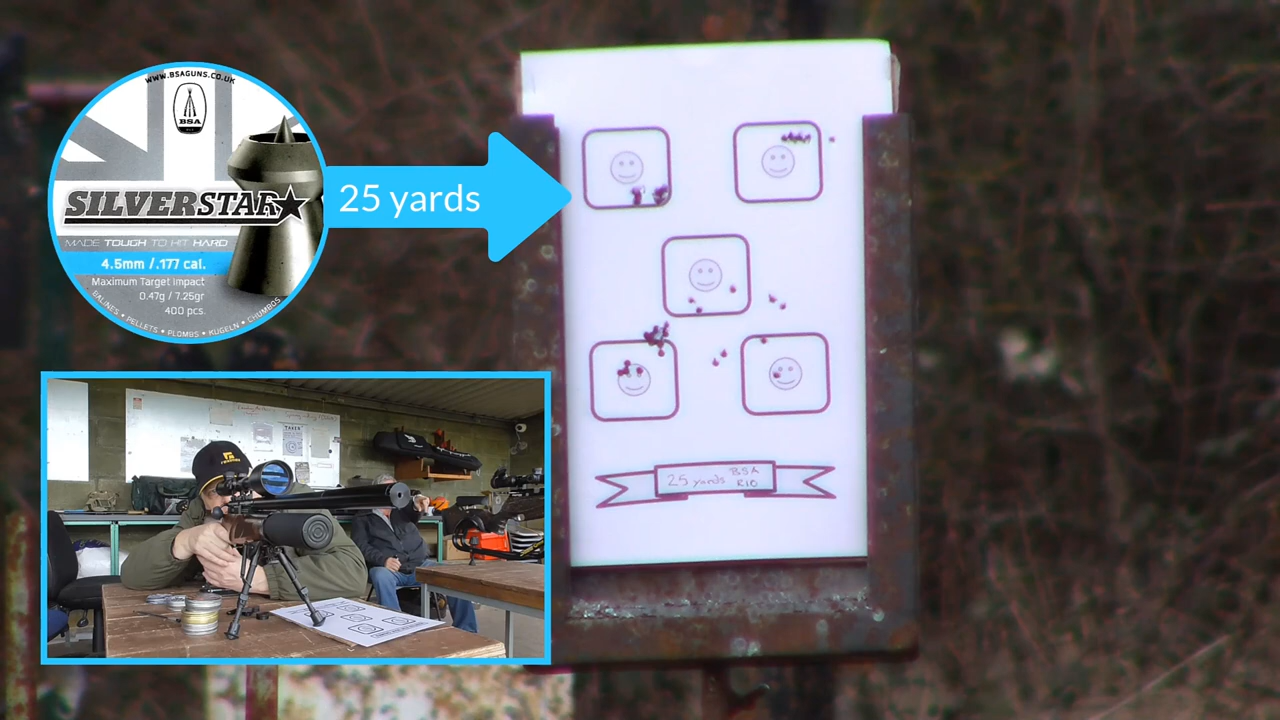 WWW.BSAGUNS.CO.UK
BSA
SILVERSTAR
MADE TOUGH TO HIT HARD
4.5mm /.177 cal.
Maximum Target Impact
0.47g / 7.25gr
400 pcs.
BALINES • PELLETS • PLOMBS • KUGELN • CHUMBOS
25 yards
25 yards
BSA
R10